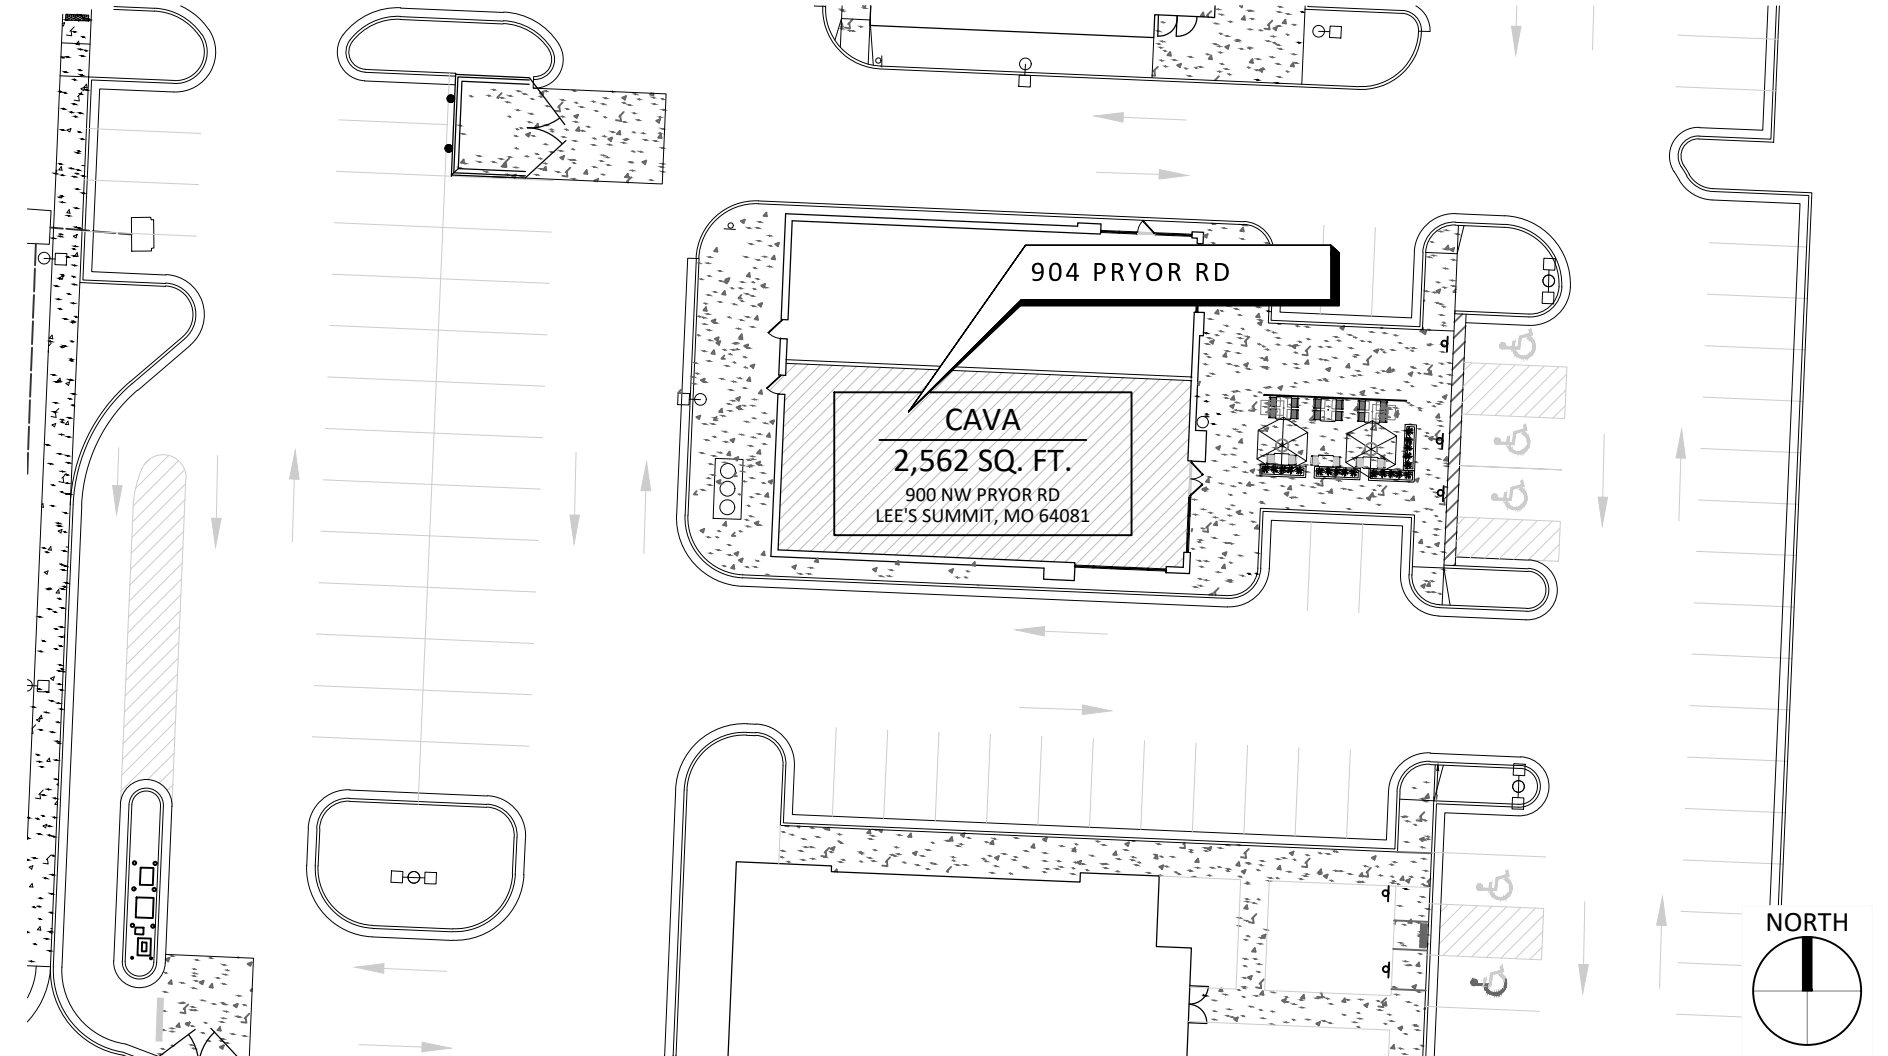 904 PRYOR RD
CAVA
2,562 SQ. FT.
900 NW PRYOR RD
LEE'S SUMMIT, MO 64081
NORTH